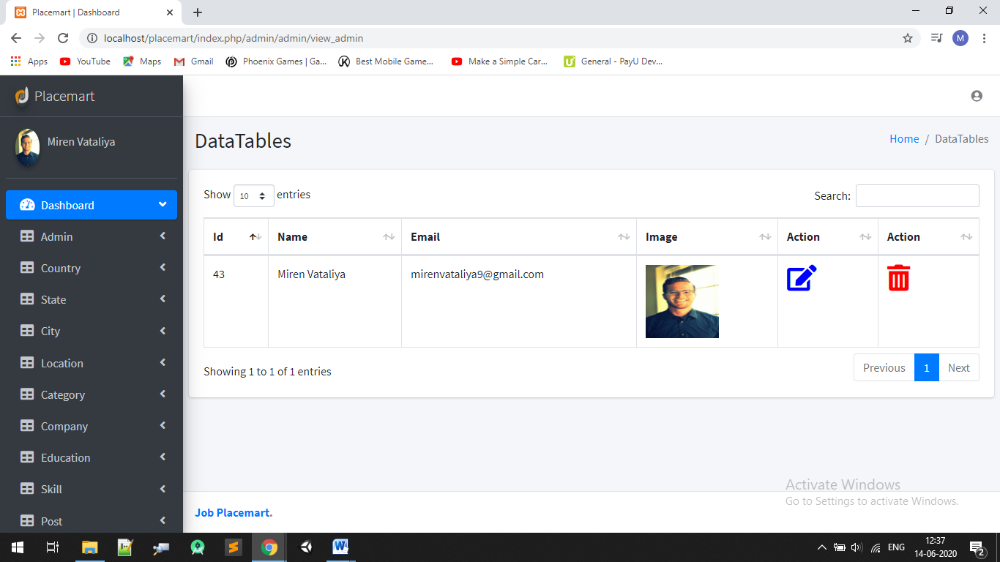 Placemart | Dashboard
localhost/placemart/index.php/admin/admin/view_admin
M
Apps YouTube Maps Gmail Phoenix Games | Ga... Best Mobile Game... Make a Simple Car... General - PayU Dev...
Placemart
Miren Vataliya
Dashboard
Admin
Country
State
City
Location
Category
Company
Education
Skill
Post
DataTables
Home / DataTables
Show 10 entries
Search:
Id Name Email Image Action Action
43 Miren Vataliya mirenvataliya9@gmail.com
Showing 1 to 1 of 1 entries
Previous 1 Next
Activate Windows
Go to Settings to activate Windows.
Job Placemart.
ENG
12:37
14-06-2020
2